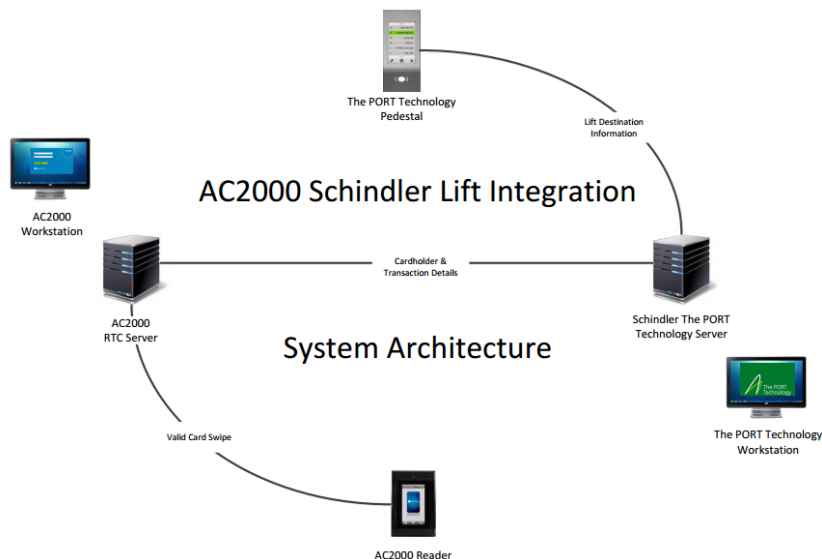 The PORT Technology
Pedestal
Lift Destination
Information
AC2000 Schindler Lift Integration
AC2000
Workstation
Cardholder &
Transaction Details
AC2000
RTC Server
Schindler The PORT
Technology Server
System Architecture
The PORT
Technology
Valid Card Swipe
The PORT Technology
Workstation
AC2000 Reader